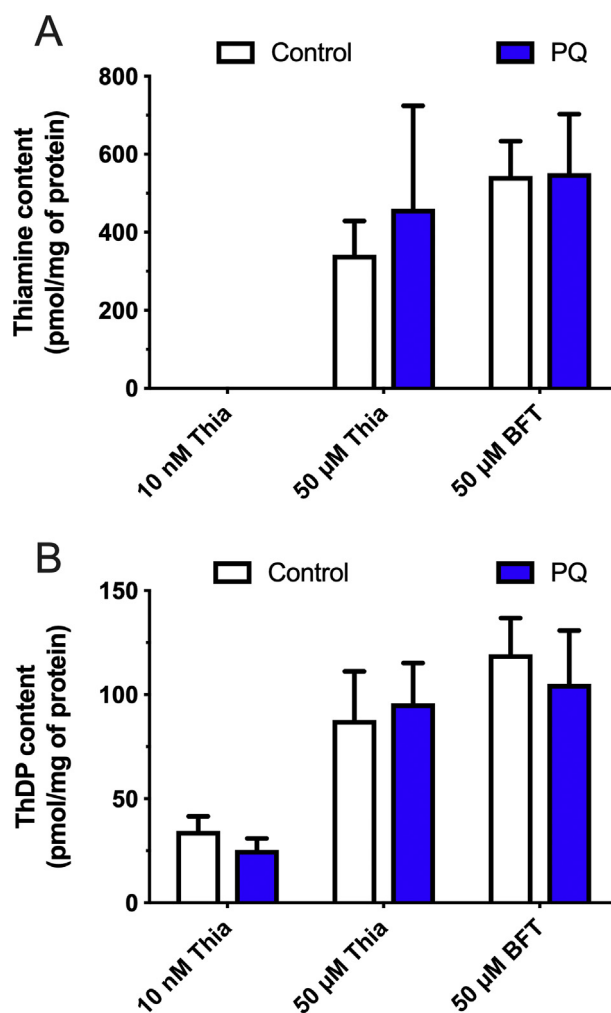 A
Control PQ
800
600
400
200
0
Thiamine content
(pmol/mg of protein)
10 nM Thia
50 µM Thia
50 µM BFT
B
Control PQ
150
100
50
0
ThDP content
(pmol/mg of protein)
10 nM Thia
50 µM Thia
50 µM BFT